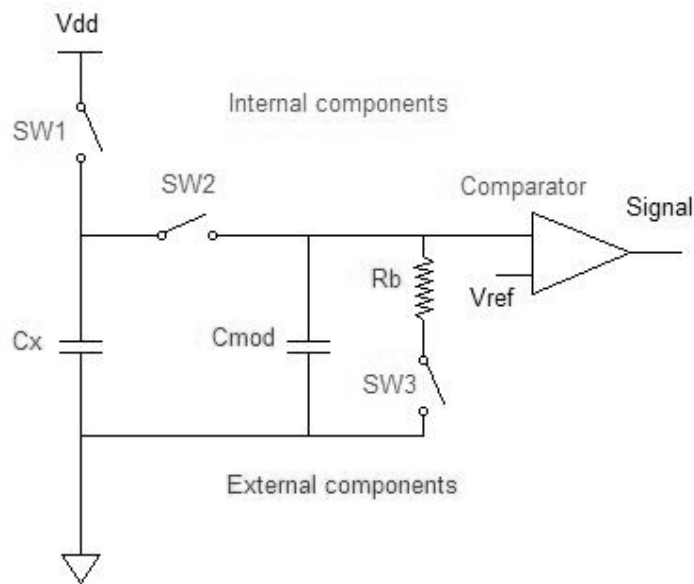 Vdd
Internal components
SW1
SW2
Comparator
Signal
Rb
Vref
Cx
Cmod
SW3
External components